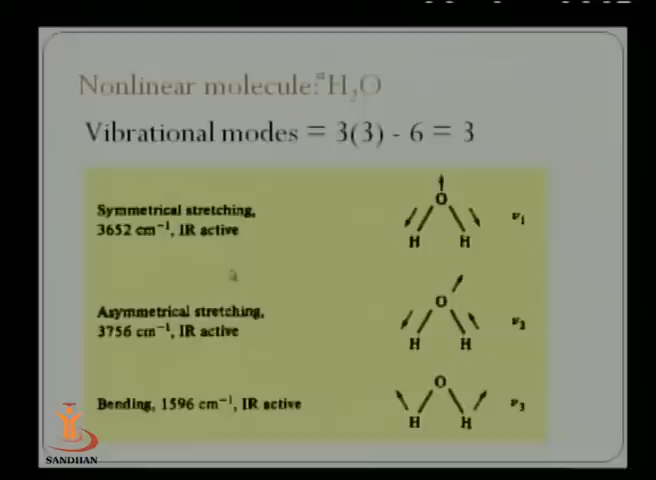 Nonlinear molecule: H₂O
Vibrational modes = 3(3) - 6 = 3
Symmetrical stretching,
3652 cm⁻¹, IR active
O
H H
ν₁
Asymmetrical stretching,
3756 cm⁻¹, IR active
O
H H
ν₂
Bending, 1596 cm⁻¹, IR active
O
H H
ν₃
SANDHAN